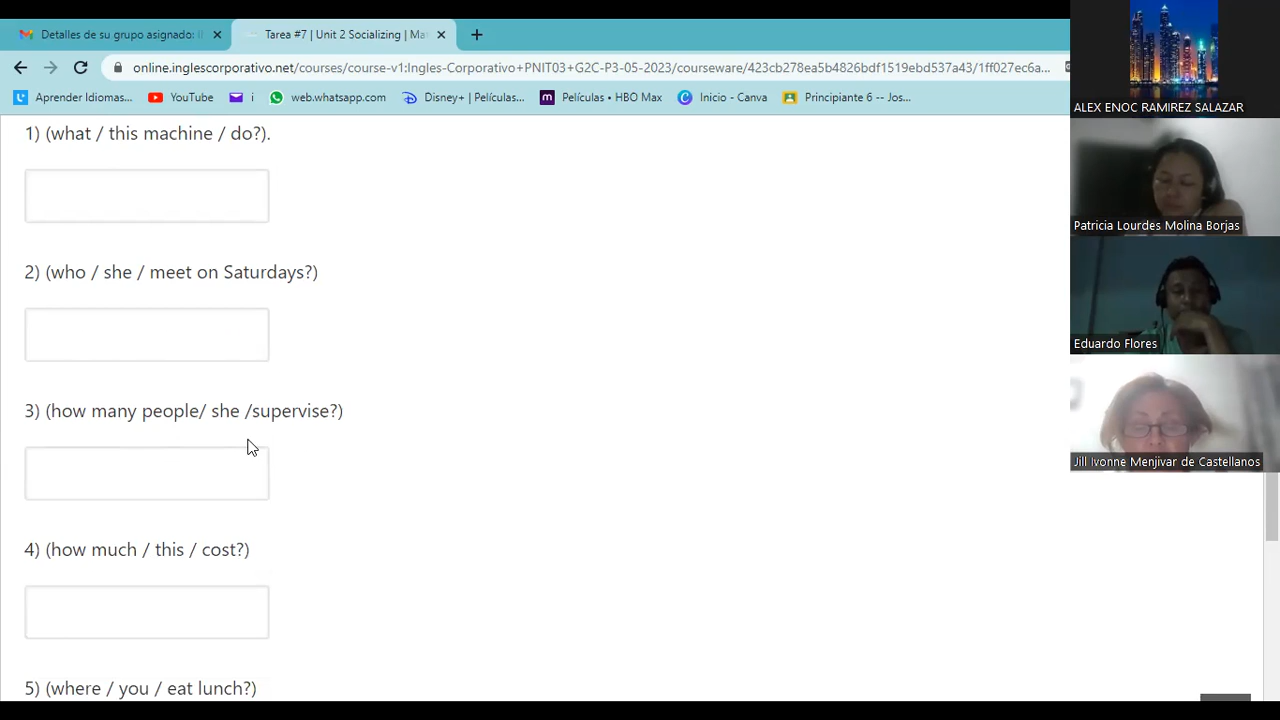 Detalles de su grupo asignado: I
Tarea #7 | Unit 2 Socializing | Ma
online.inglescorporativo.net/courses/course-v1:Ingles-Corporativo+PNIT03+G2C-P3-05-2023/courseware/423cb278ea5b4826bdf1519ebd537a43/1ff027ec6a...
Aprender Idiomas...
YouTube
i
web.whatsapp.com
Disney+ | Películas...
Películas • HBO Max
Inicio - Canva
Principiante 6 -- Jos...
1) (what / this machine / do?).
2) (who / she / meet on Saturdays?)
3) (how many people/ she /supervise?)
4) (how much / this / cost?)
5) (where / you / eat lunch?)
ALEX ENOC RAMIREZ SALAZAR
Patricia Lourdes Molina Borjas
Eduardo Flores
Jill Ivonne Menjivar de Castellanos